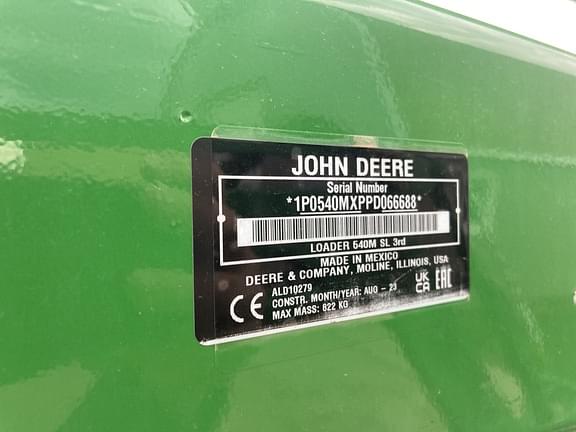 JOHN DEERE
Serial Number
*1P0540MXPPD066688*
LOADER 540M SL 3rd
MADE IN MEXICO
DEERE & COMPANY, MOLINE, ILLINOIS, USA
ALD10279
CONSTR. MONTH/YEAR: AUG - 23
MAX MASS: 822 KG
CE
UK
CA
EAC